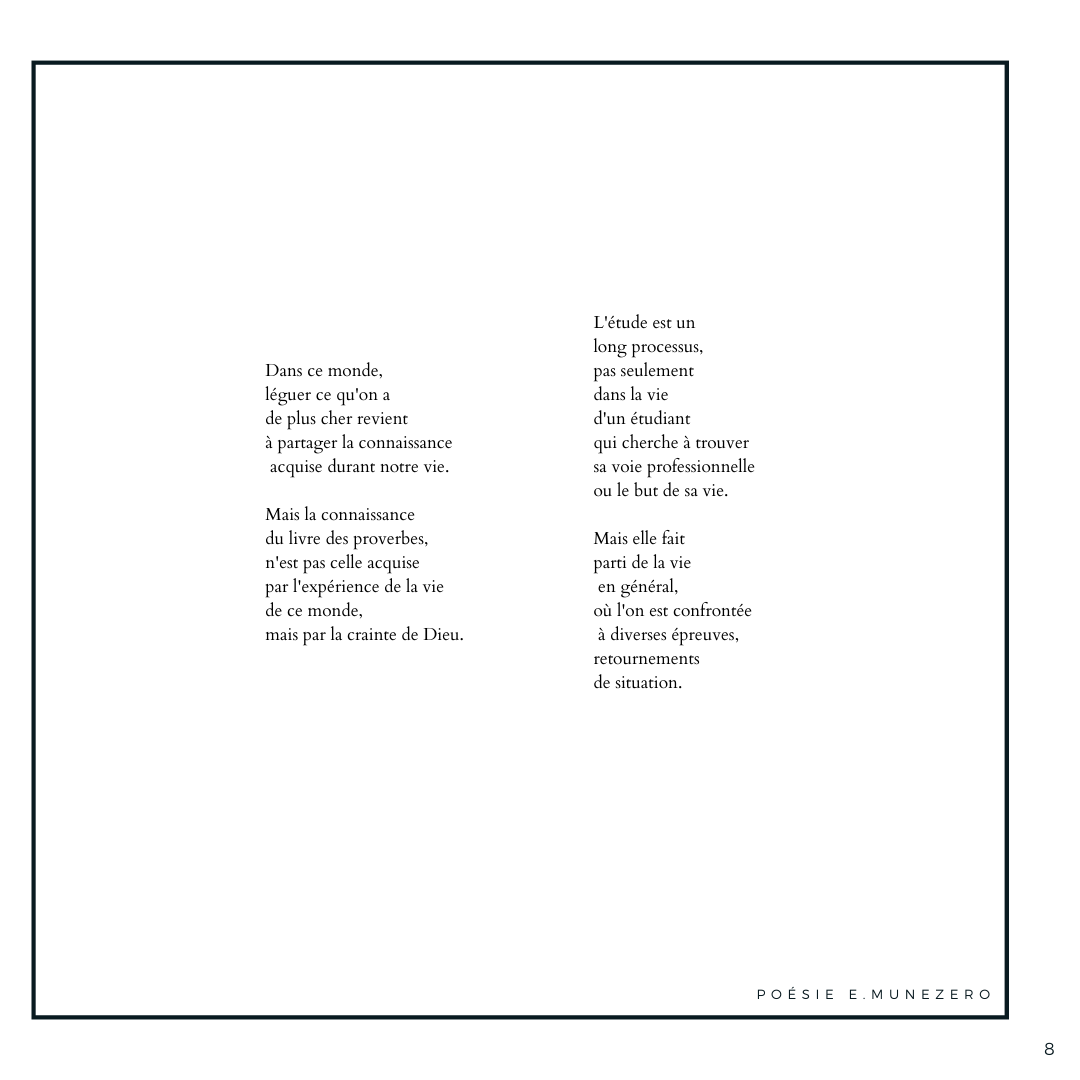 Dans ce monde,
léguer ce qu'on a
de plus cher revient
à partager la connaissance
acquise durant notre vie.
Mais la connaissance
du livre des proverbes,
n'est pas celle acquise
par l'expérience de la vie
de ce monde,
mais par la crainte de Dieu.
L'étude est un
long processus,
pas seulement
dans la vie
d'un étudiant
qui cherche à trouver
sa voie professionnelle
ou le but de sa vie.
Mais elle fait
parti de la vie
en général,
où l'on est confrontée
à diverses épreuves,
retournements
de situation.
POÉSIE E.MUNEZERO
8